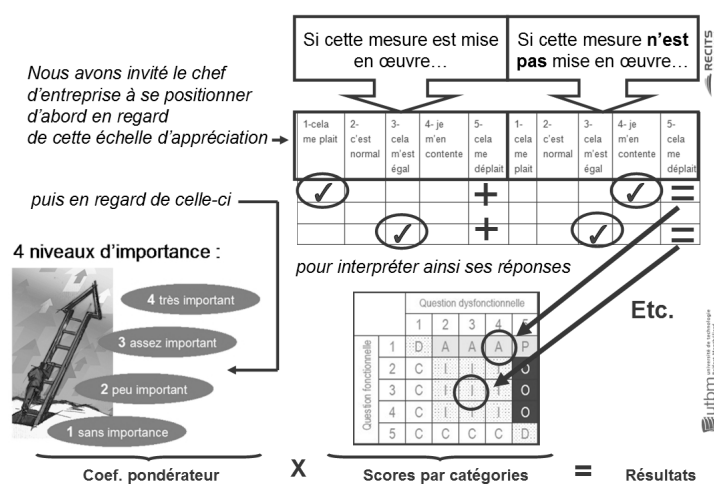 Si cette mesure est mise
en œuvre…
Si cette mesure n'est
pas mise en œuvre…
RECITS
Nous avons invité le chef
d'entreprise à se positionner
d'abord en regard
de cette échelle d'appréciation
1-cela
me plait
2-
c'est
normal
3-
cela
m'est
égal
4- je
m'en
contente
5-
cela
me
déplait
1-
cela
me
plait
2-
c'est
normal
3-
cela
m'est
égal
4- je
m'en
contente
5-
cela
me
déplait
✓ + ✓ =
✓ + ✓ =
puis en regard de celle-ci
4 niveaux d'importance :
4 très important
3 assez important
2 peu important
1 sans importance
pour interpréter ainsi ses réponses
Question dysfonctionnelle
1 2 3 4 5
Question fonctionnelle
1 D A A A P
2 C I I I O
3 C I I I O
4 C I I I O
5 C C C C D
Etc.
utbm
université de technologie
Coef. pondérateur X Scores par catégories = Résultats